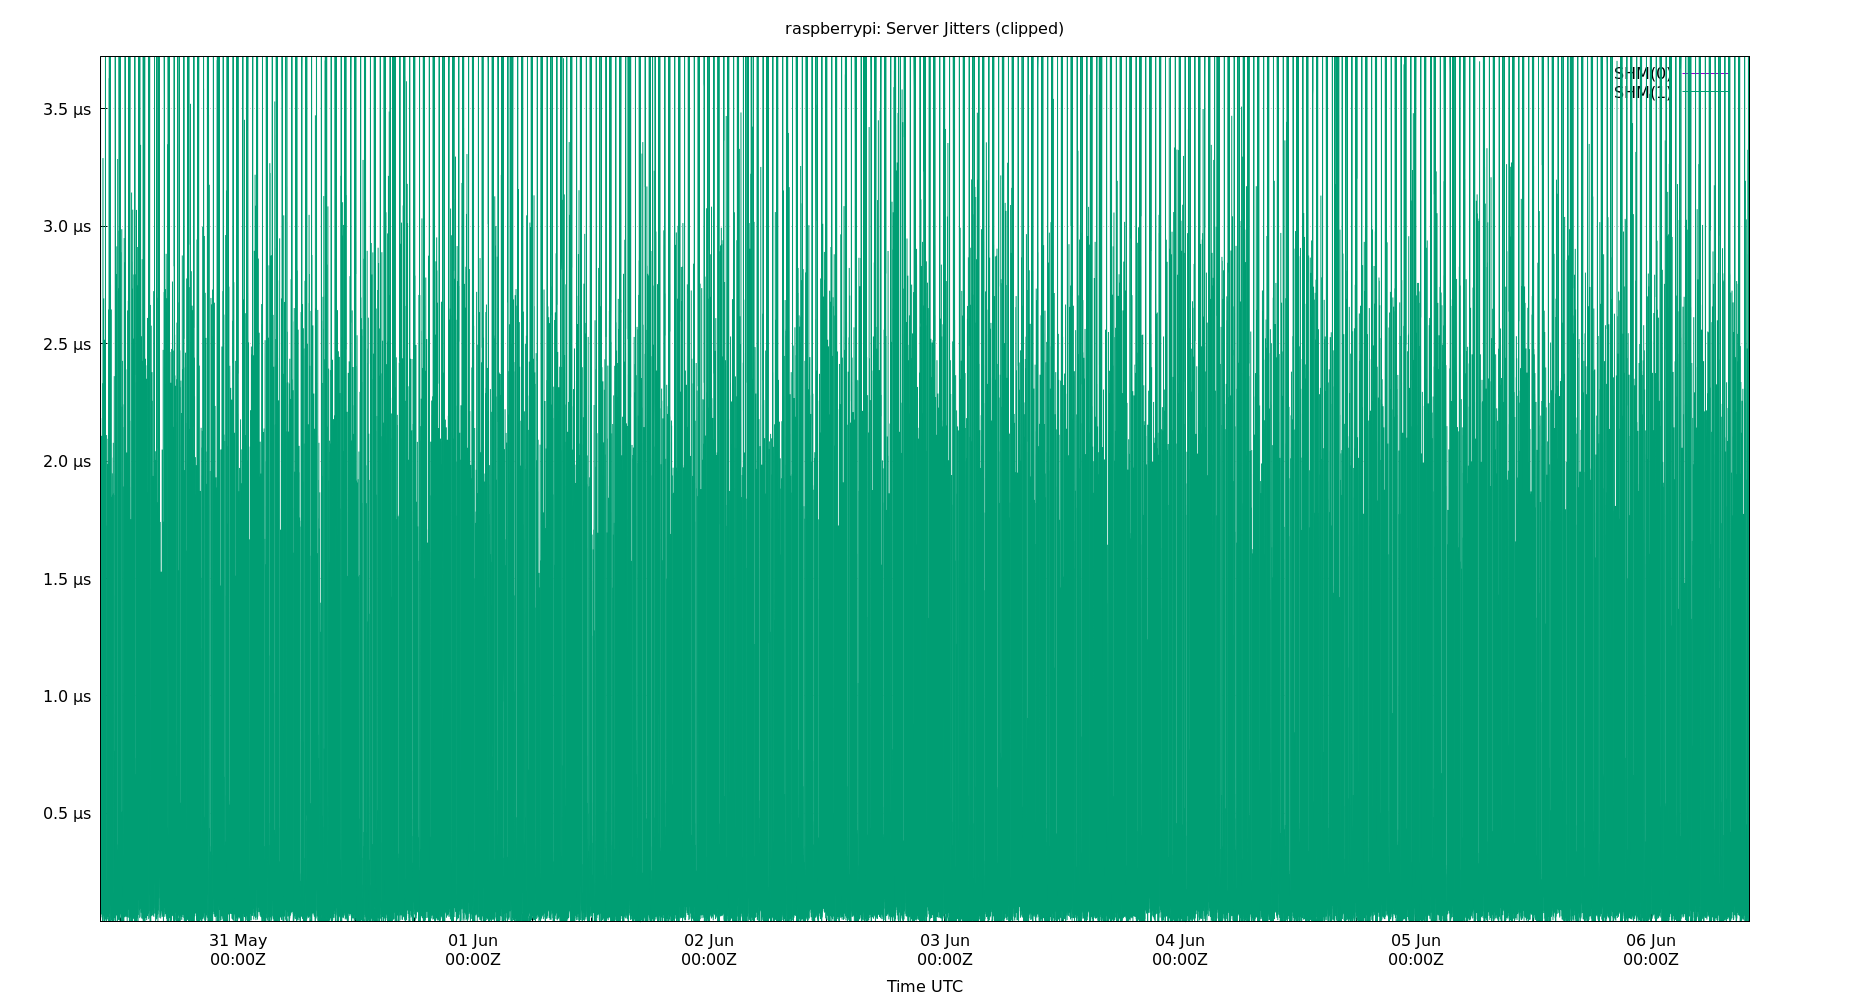 raspberrypi: Server Jitters (clipped)
SHM(0)
SHM(1)
3.5 µs
3.0 µs
2.5 µs
2.0 µs
1.5 µs
1.0 µs
0.5 µs
31 May 01 Jun 02 Jun 03 Jun 04 Jun 05 Jun 06 Jun
00:00Z 00:00Z 00:00Z 00:00Z 00:00Z 00:00Z 00:00Z
Time UTC